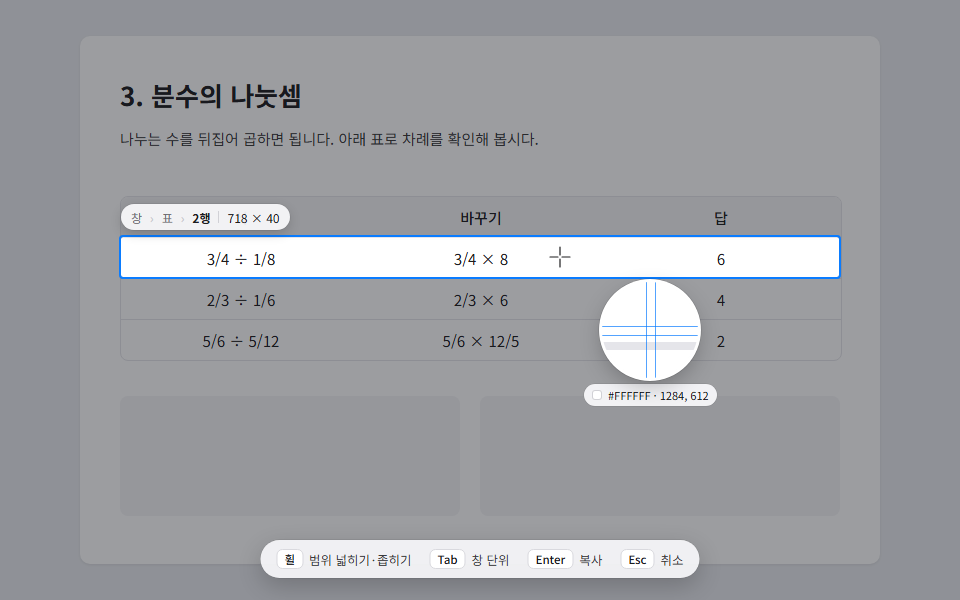 3. 분수의 나눗셈
나누는 수를 뒤집어 곱하면 됩니다. 아래 표로 차례를 확인해 봅시다.
창 › 표 › 2행 718 × 40
바꾸기 답
3/4 ÷ 1/8 3/4 × 8 6
2/3 ÷ 1/6 2/3 × 6 4
5/6 ÷ 5/12 5/6 × 12/5 2
#FFFFFF · 1284, 612
휠 범위 넓히기·좁히기 Tab 창 단위 Enter 복사 Esc 취소